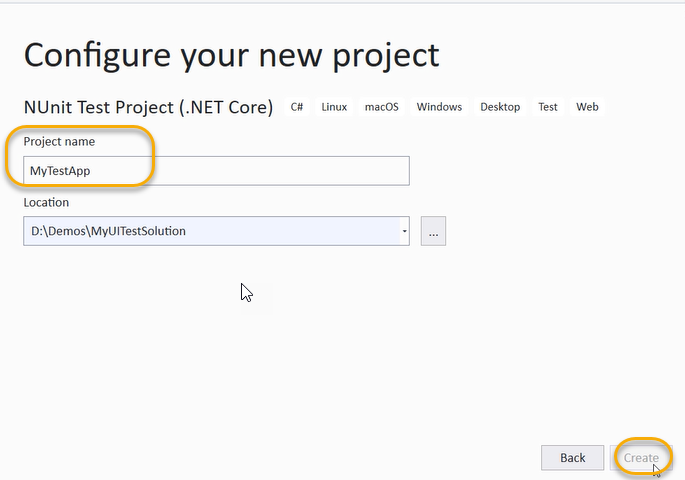 Configure your new project
NUnit Test Project (.NET Core) C# Linux macOS Windows Desktop Test Web
Project name
MyTestApp
Location
D:\Demos\MyUITestSolution
...
Back Create